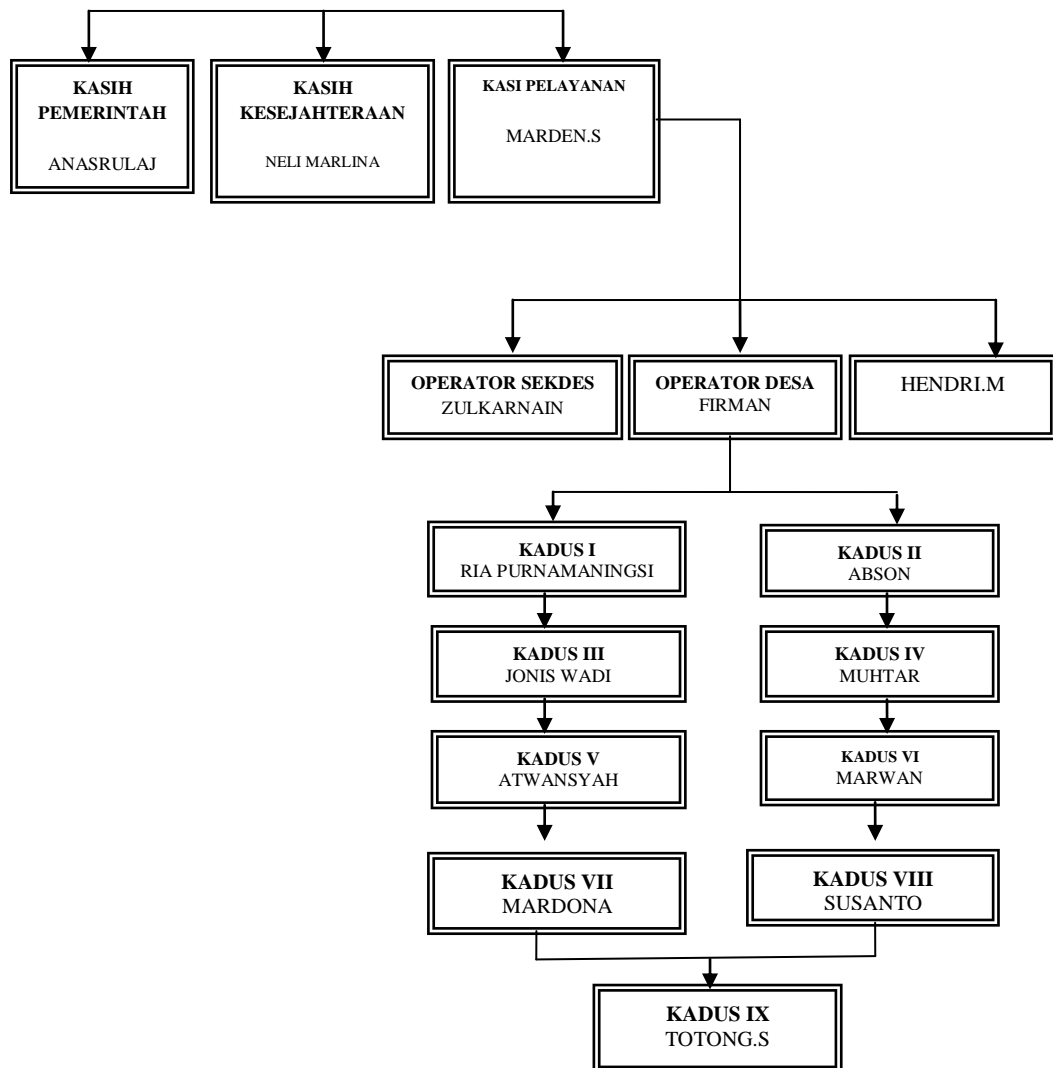 KASIH
PEMERINTAH
ANASRULAJ
KASIH
KESEJAHTERAAN
NELI MARLINA
KASI PELAYANAN
MARDEN.S
OPERATOR SEKDES
ZULKARNAIN
OPERATOR DESA
FIRMAN
HENDRI.M
KADUS I
RIA PURNAMANINGSI
KADUS II
ABSON
KADUS III
JONIS WADI
KADUS IV
MUHTAR
KADUS V
ATWANSYAH
KADUS VI
MARWAN
KADUS VII
MARDONA
KADUS VIII
SUSANTO
KADUS IX
TOTONG.S